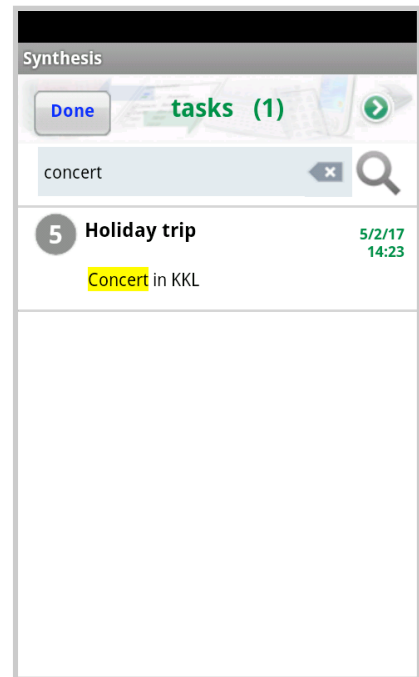 Synthesis
Done tasks (1)
concert
5 Holiday trip 5/2/17
14:23
Concert in KKL